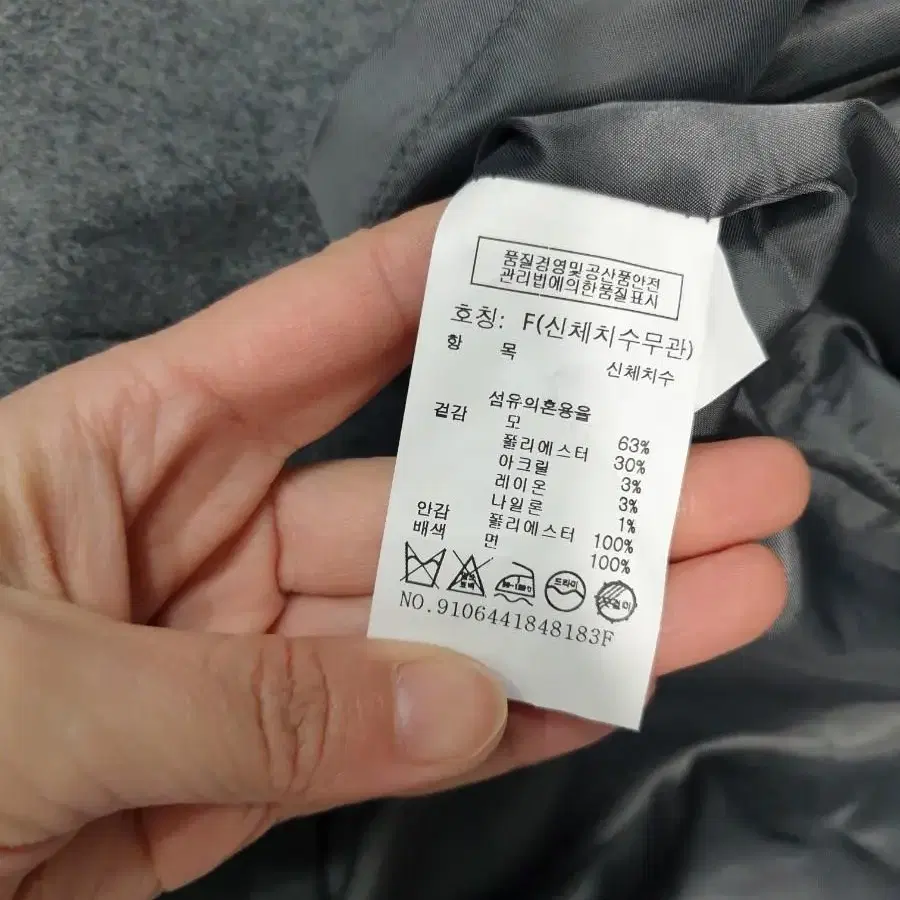 품질경영및공산품안전
관리법에의한품질표시
호칭: F(신체치수무관)
항 목 신체치수
섬유의혼용율
겉감 모 63%
폴리에스터 30%
아크릴 3%
레이온 3%
나일론 1%
안감 폴리에스터 100%
배색 면 100%
드라이
옷걸이
NO.9106441848183F